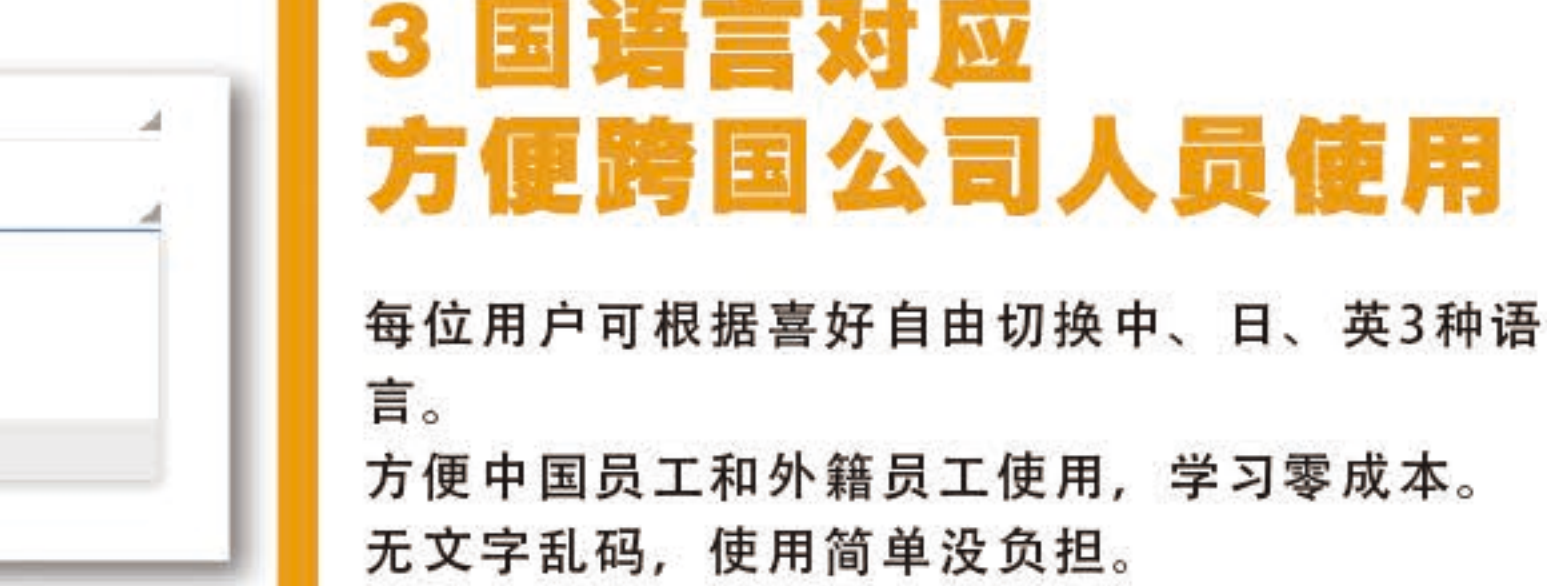 3 国语言对应
方便跨国公司人员使用
每位用户可根据喜好自由切换中、日、英3种语
言。
方便中国员工和外籍员工使用，学习零成本。
无文字乱码，使用简单没负担。